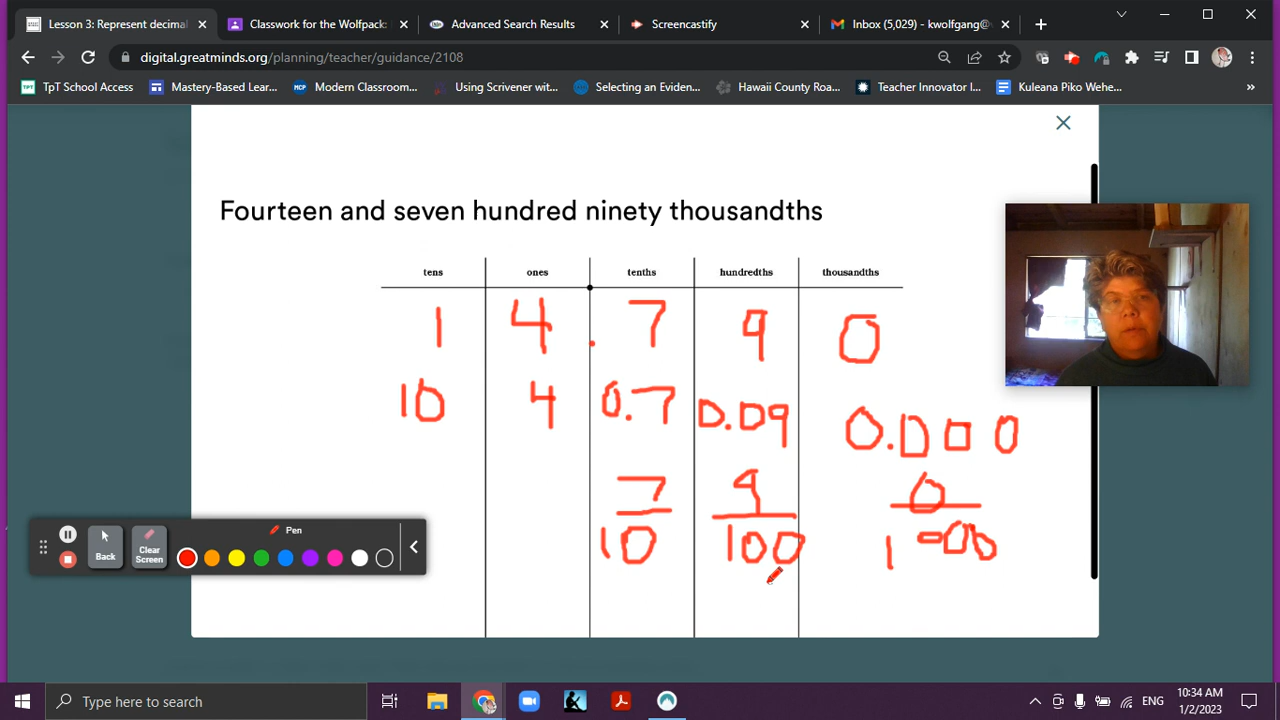 Lesson 3: Represent decimal
Classwork for the Wolfpack:
Advanced Search Results
Screencastify
Inbox (5,029) - kwolfgang@
digital.greatminds.org/planning/teacher/guidance/2108
TpT School Access
Mastery-Based Lear...
Modern Classroom...
Using Scrivener wit...
Selecting an Eviden...
Hawaii County Roa...
Teacher Innovator I...
Kuleana Piko Wehe...
»
Fourteen and seven hundred ninety thousandths
tens ones tenths hundredths thousandths
1 4 . 7 9 0
10 4 0.7 0.09 0.000
7/10 9/100 0/1000
Pen
Back
Clear Screen
Type here to search
ENG
10:34 AM
1/2/2023